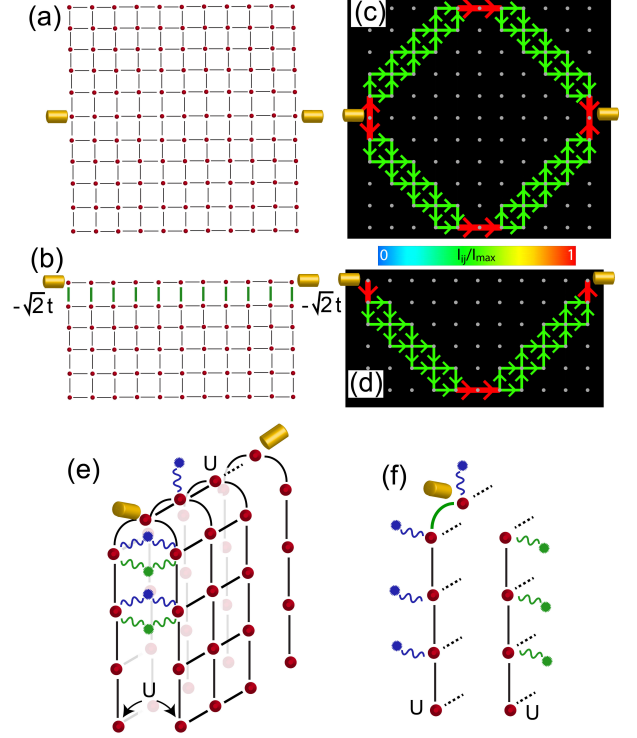 (a)
(c)
(b)
0 I_ij/I_max 1
-√2 t
-√2 t
(d)
(e)
U
(f)
U
U
U